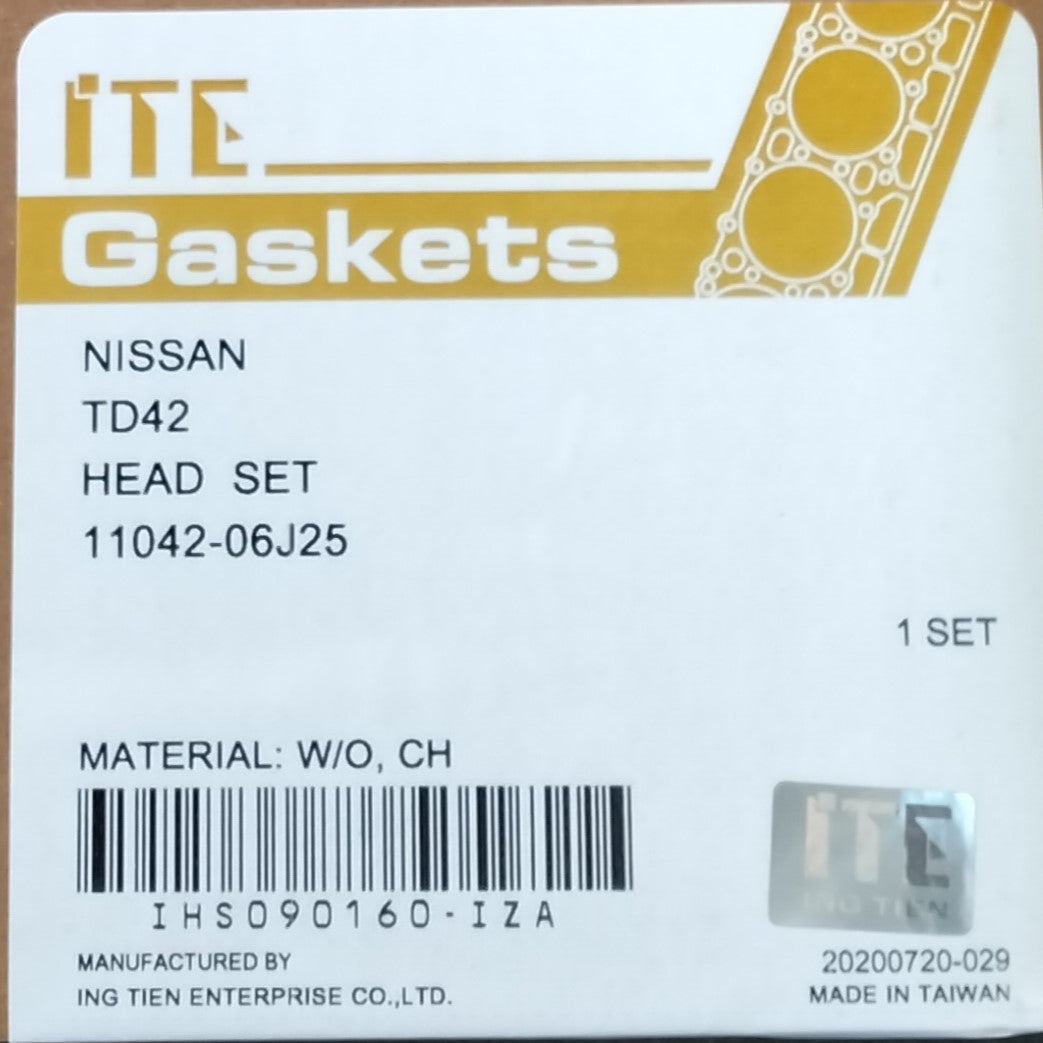 ITE
Gaskets
NISSAN
TD42
HEAD SET
11042-06J25
1 SET
MATERIAL: W/O, CH
IHS090160-IZA
ITE
ING TIEN
MANUFACTURED BY
ING TIEN ENTERPRISE CO.,LTD.
20200720-029
MADE IN TAIWAN